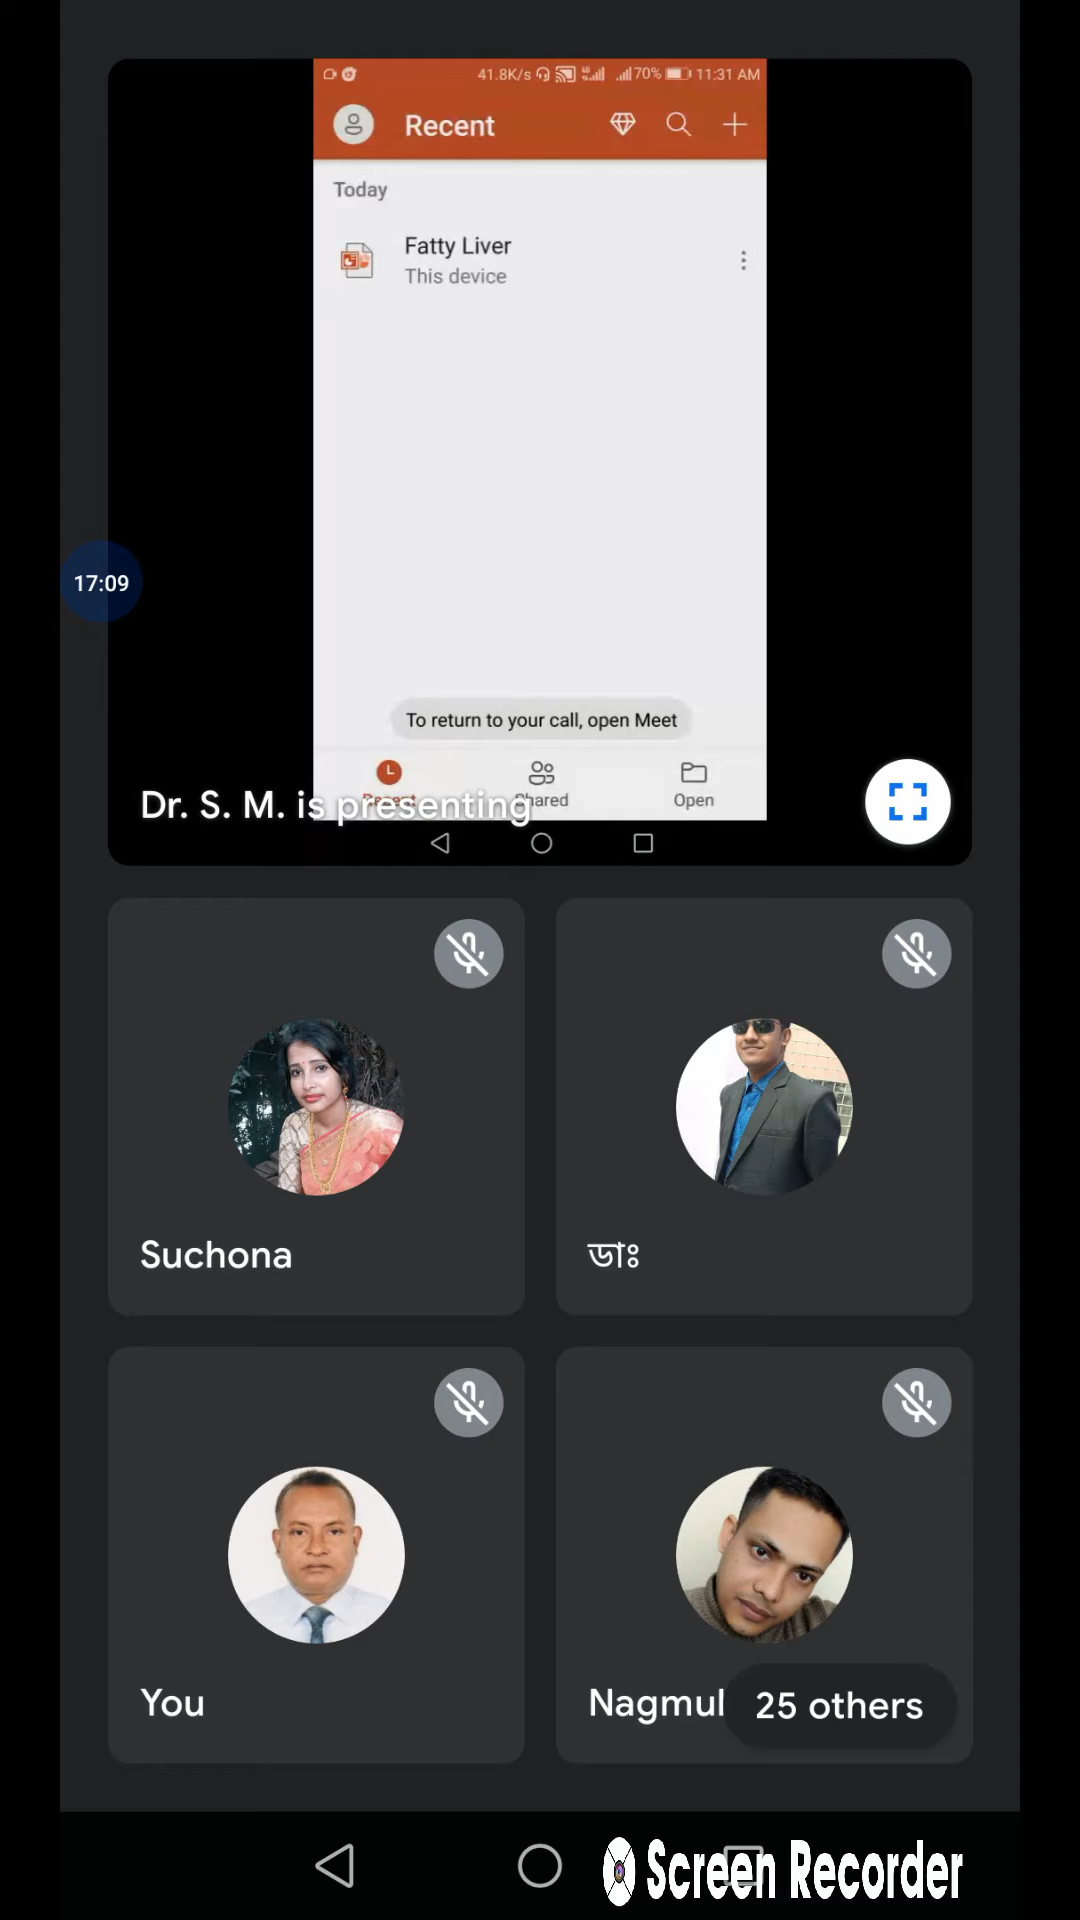 41.8K/s 70% 11:31 AM
Recent
Today
Fatty Liver
This device
17:09
To return to your call, open Meet
Recent Shared Open
Dr. S. M. is presenting
Suchona
ডাঃ
You
Nagmul
25 others
Screen Recorder